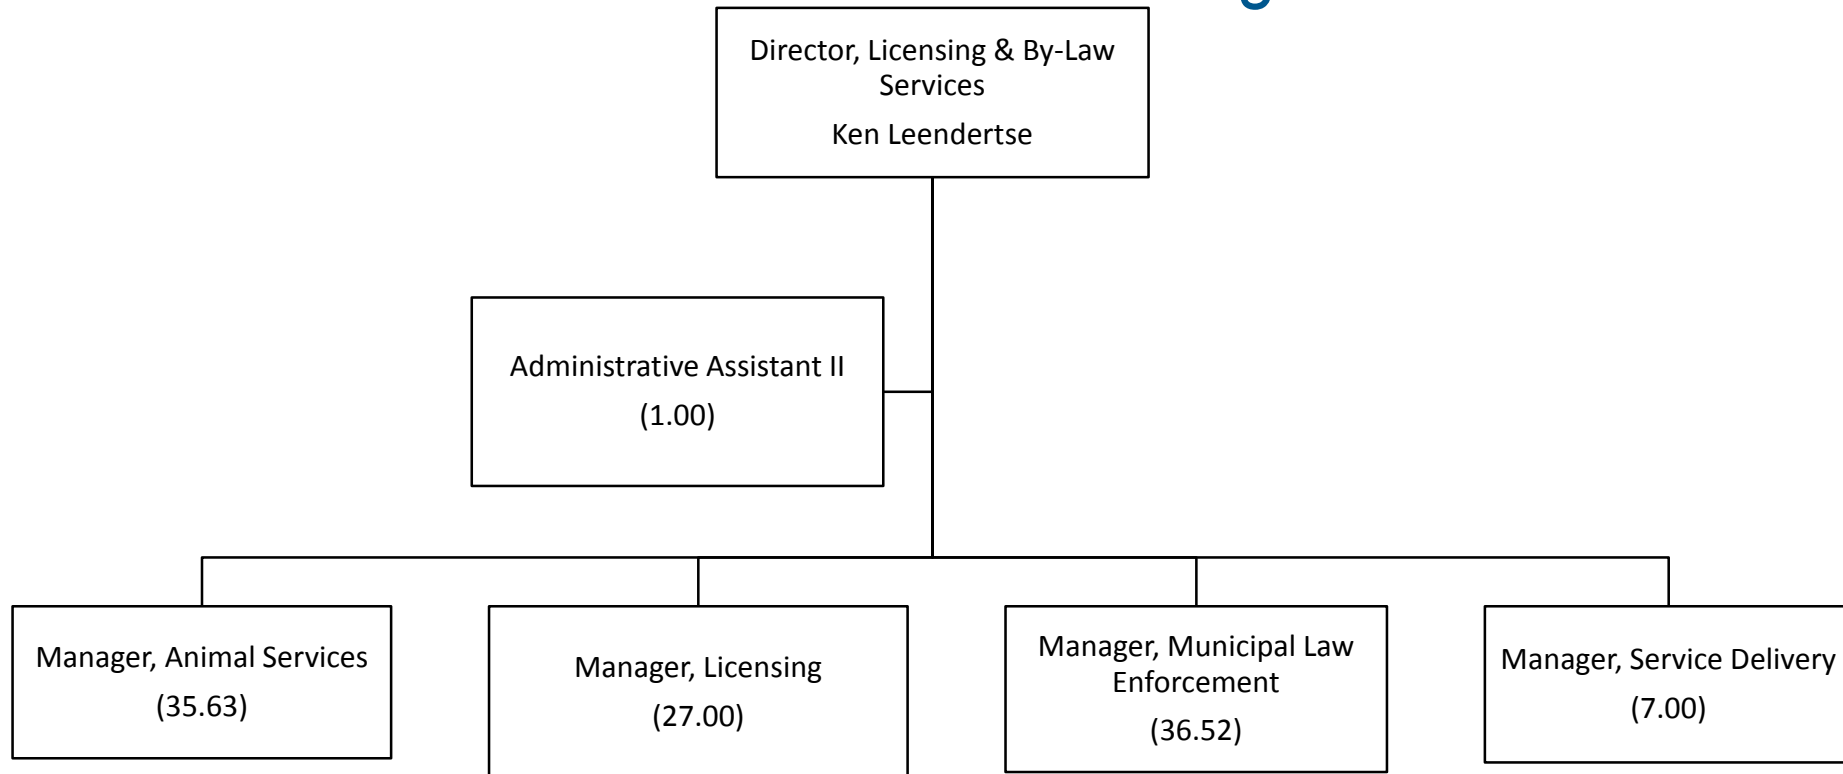 Director, Licensing & By-Law
Services
Ken Leendertse
Administrative Assistant II
(1.00)
Manager, Animal Services
(35.63)
Manager, Licensing
(27.00)
Manager, Municipal Law
Enforcement
(36.52)
Manager, Service Delivery
(7.00)